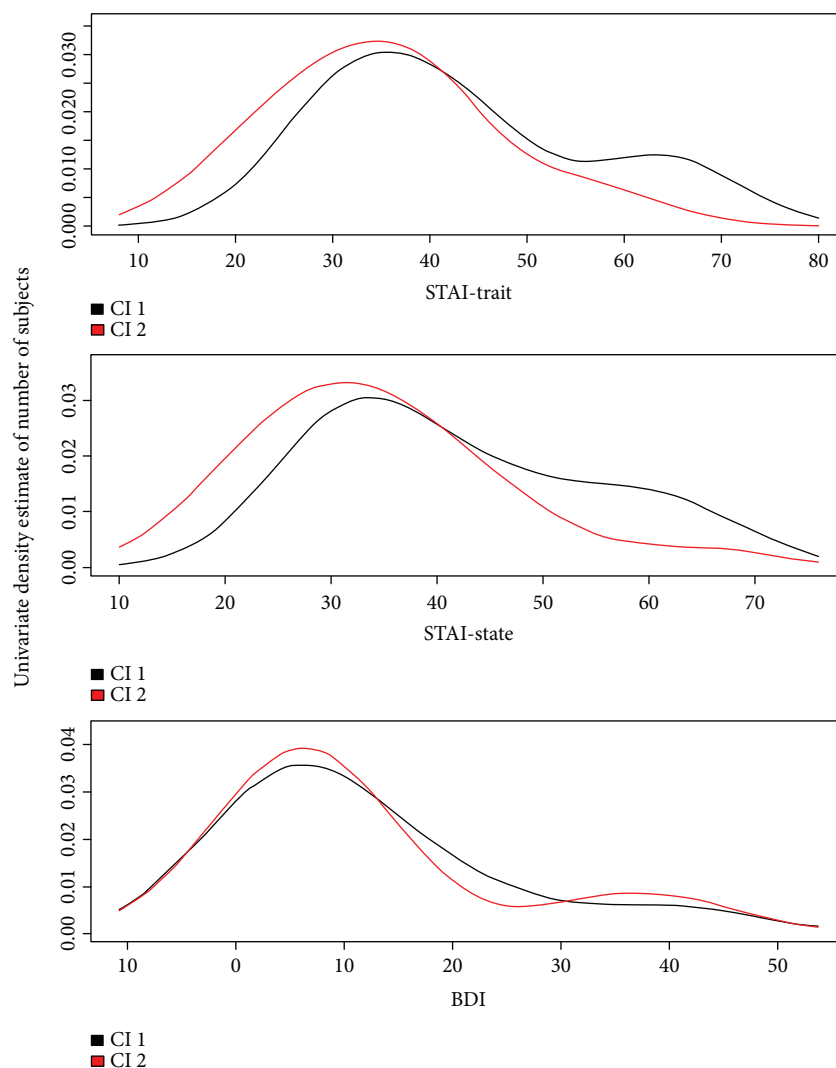 Univariate density estimate of number of subjects
0.030
0.020
0.010
0.000
10 20 30 40 50 60 70 80
STAI-trait
CI 1
CI 2
0.03
0.02
0.01
0.00
10 20 30 40 50 60 70
STAI-state
CI 1
CI 2
0.04
0.03
0.02
0.01
0.00
10 0 10 20 30 40 50
BDI
CI 1
CI 2